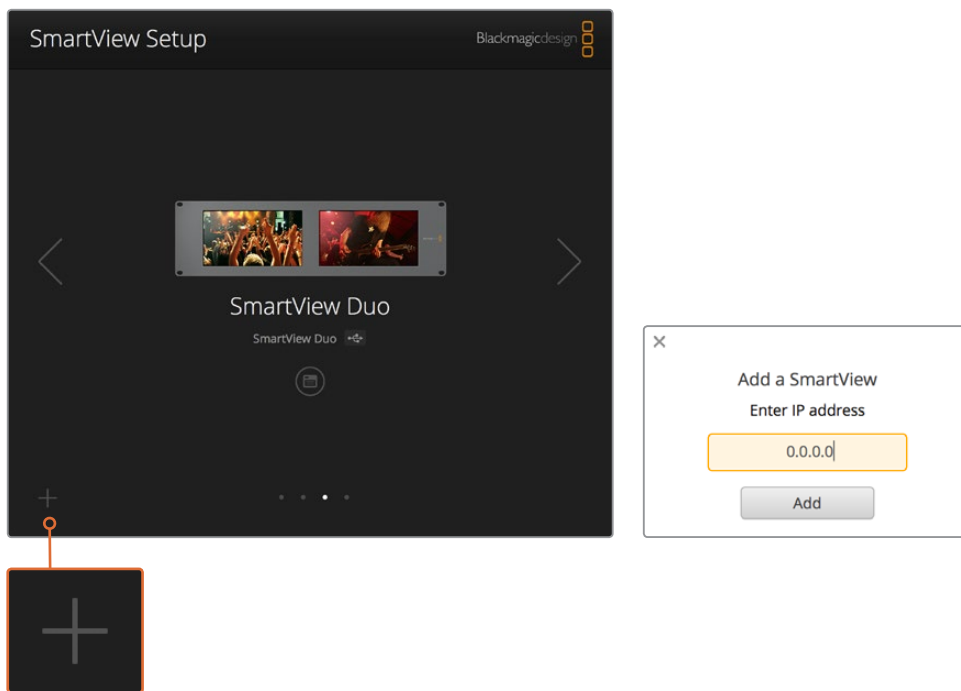 SmartView Setup
Blackmagicdesign
SmartView Duo
SmartView Duo
Add a SmartView
Enter IP address
0.0.0.0
Add